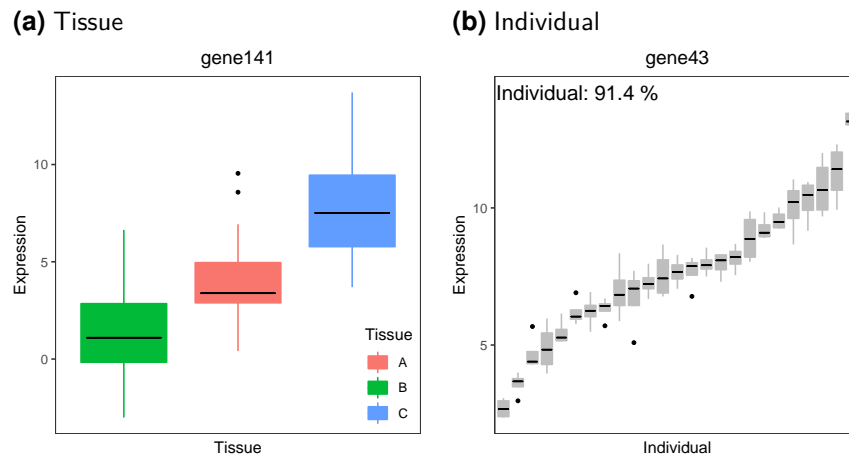 (a) Tissue
gene141
Expression
10
5
0
Tissue
A
B
C
Tissue
(b) Individual
gene43
Individual: 91.4 %
Expression
10
5
Individual